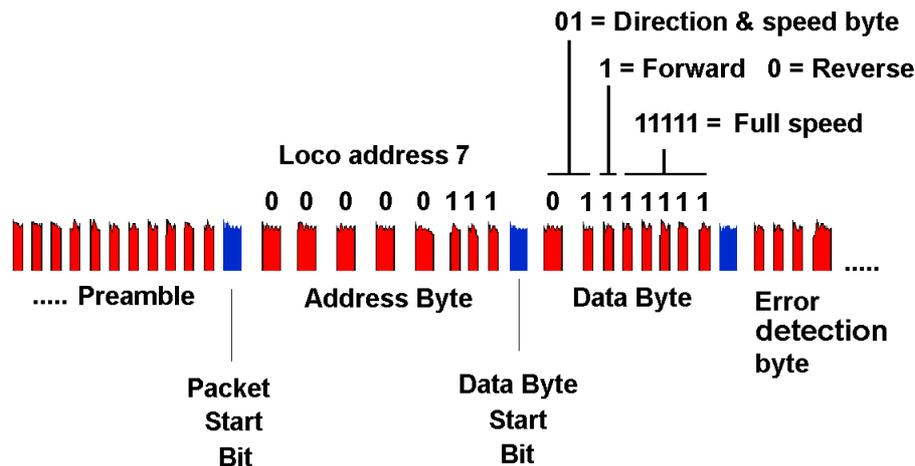 01 = Direction & speed byte
1 = Forward 0 = Reverse
11111 = Full speed
Loco address 7
0 0 0 0 0 1 1 1 0 1 1 1 1 1 1 1
..... Preamble
Address Byte
Data Byte
Error
detection
byte
.....
Packet
Start
Bit
Data Byte
Start
Bit